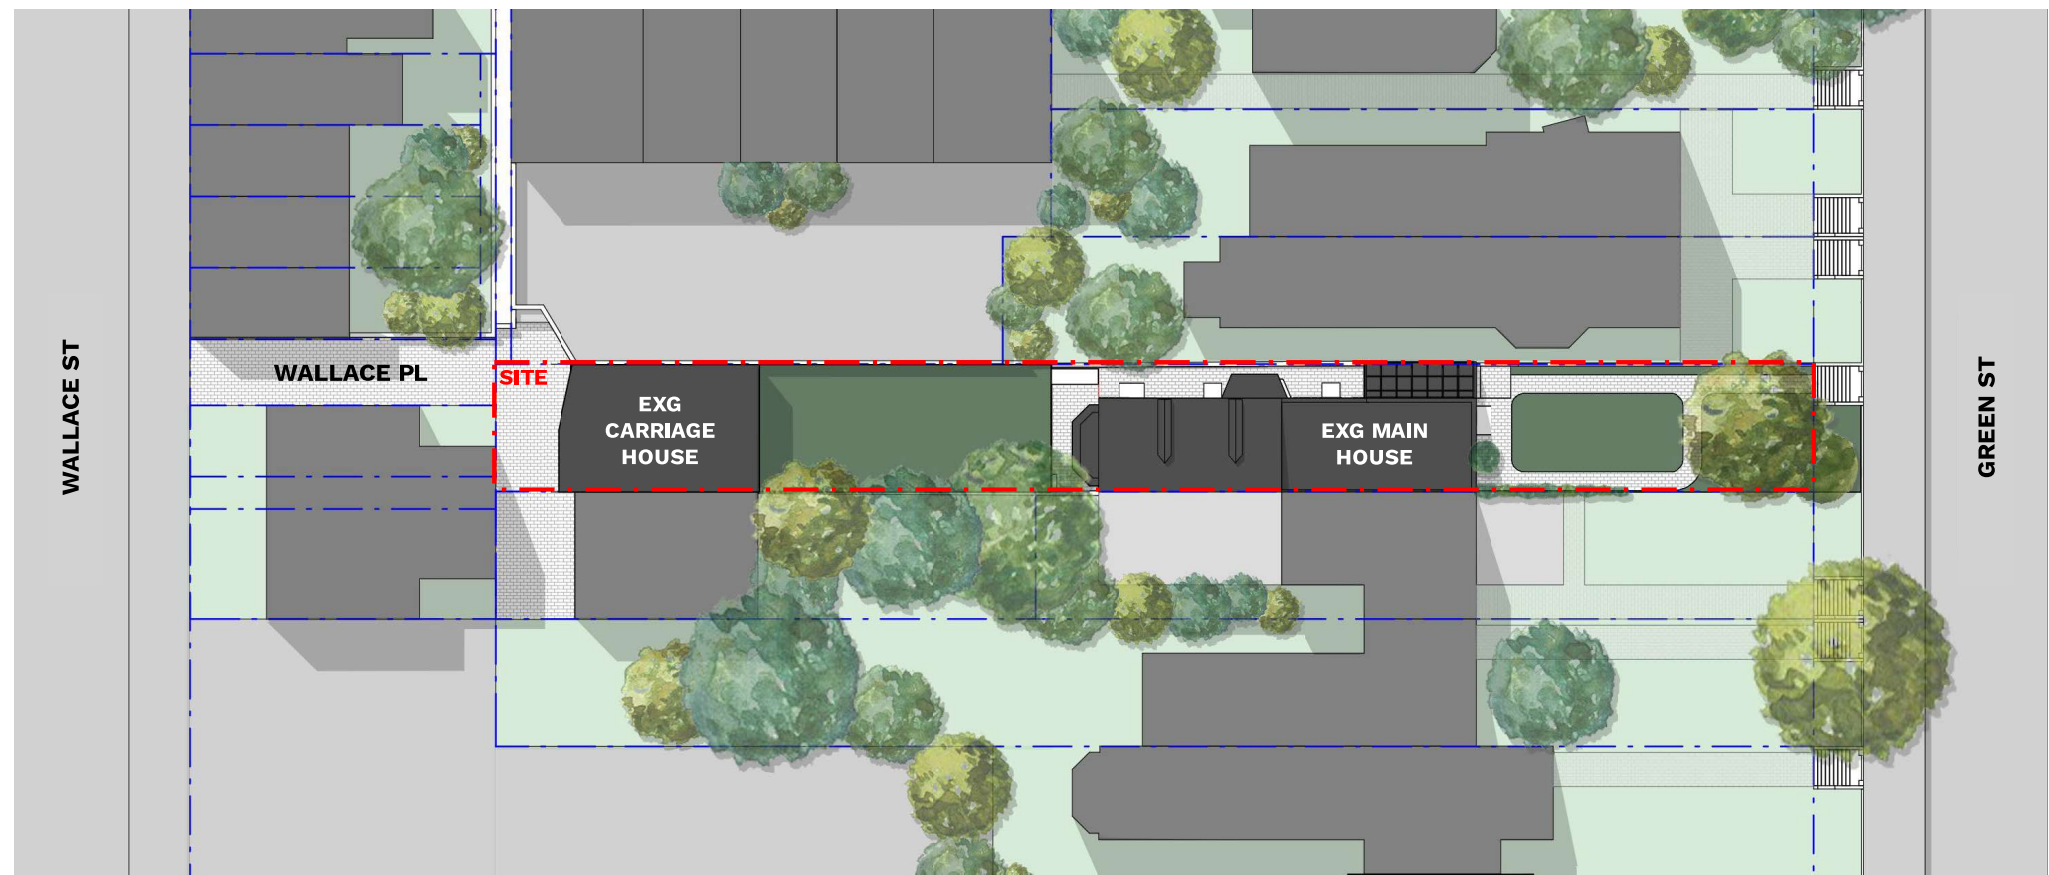 WALLACE ST
WALLACE PL
SITE
EXG
CARRIAGE
HOUSE
EXG MAIN
HOUSE
GREEN ST